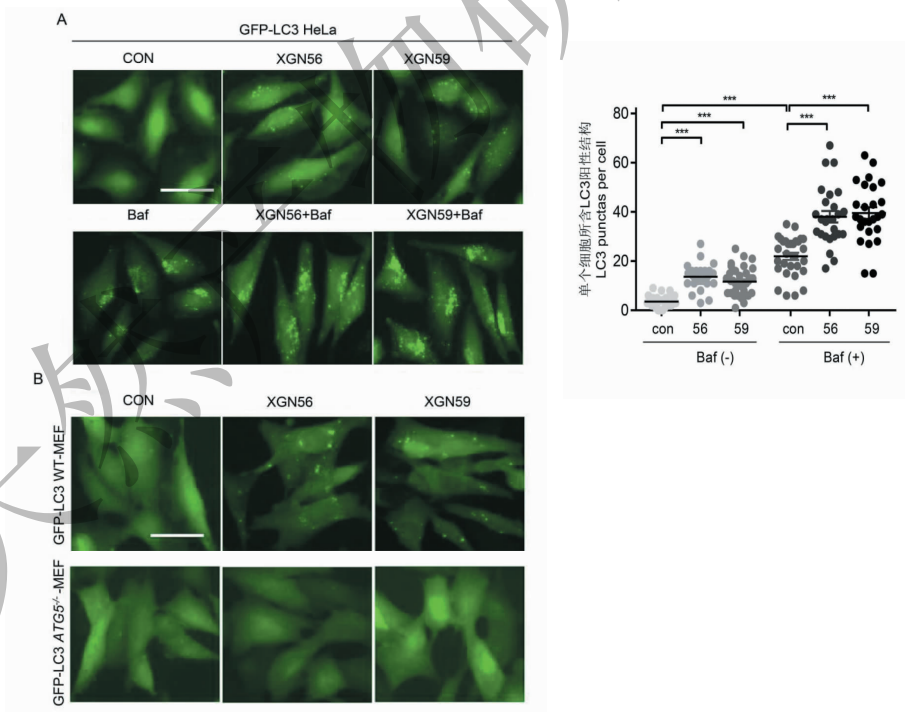 A
GFP-LC3 HeLa
CON XGN56 XGN59
Baf XGN56+Baf XGN59+Baf
B
CON XGN56 XGN59
GFP-LC3 WT-MEF
GFP-LC3 ATG5-/- -MEF
单个细胞所含LC3阳性结构
LC3 punctas per cell
80
60
40
20
0
*** ***
*** ***
***
con 56 59 con 56 59
Baf (-) Baf (+)